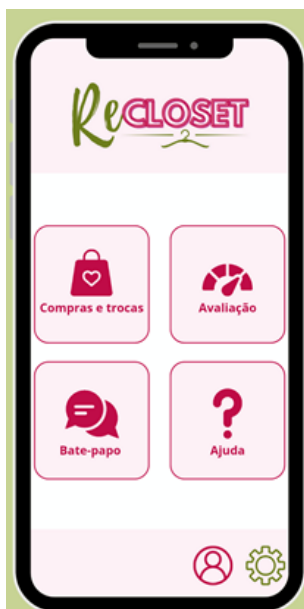 ReCLOSET
Compras e trocas
Avaliação
Bate-papo
Ajuda